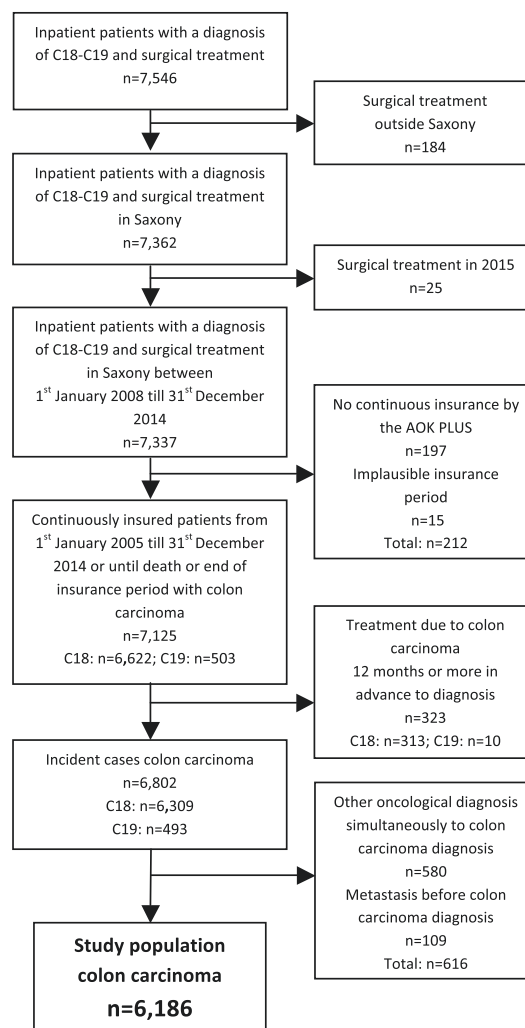 Inpatient patients with a diagnosis
of C18-C19 and surgical treatment
n=7,546
Surgical treatment
outside Saxony
n=184
Inpatient patients with a diagnosis
of C18-C19 and surgical treatment
in Saxony
n=7,362
Surgical treatment in 2015
n=25
Inpatient patients with a diagnosis
of C18-C19 and surgical treatment
in Saxony between
1st January 2008 till 31st December
2014
n=7,337
No continuous insurance by
the AOK PLUS
n=197
Implausible insurance
period
n=15
Total: n=212
Continuously insured patients from
1st January 2005 till 31st December
2014 or until death or end of
insurance period with colon
carcinoma
n=7,125
C18: n=6,622; C19: n=503
Treatment due to colon
carcinoma
12 months or more in
advance to diagnosis
n=323
C18: n=313; C19: n=10
Incident cases colon carcinoma
n=6,802
C18: n=6,309
C19: n=493
Other oncological diagnosis
simultaneously to colon
carcinoma diagnosis
n=580
Metastasis before colon
carcinoma diagnosis
n=109
Total: n=616
Study population
colon carcinoma
n=6,186